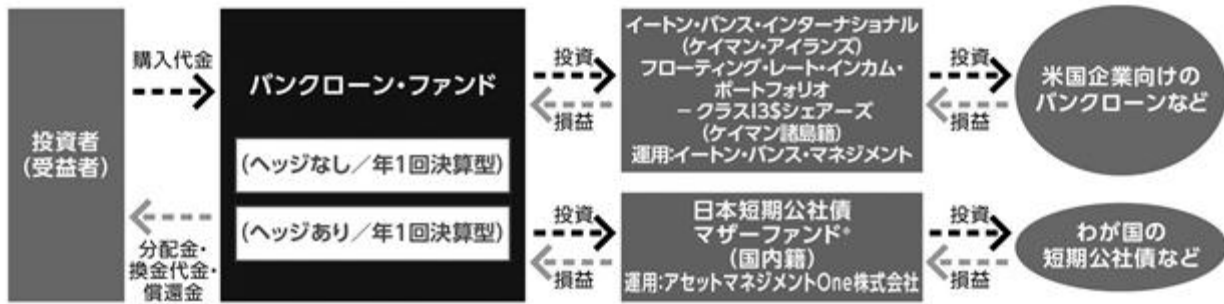 投資者
(受益者)
購入代金
分配金・
換金代金・
償還金
バンクローン・ファンド
(ヘッジなし/年1回決算型)
(ヘッジあり/年1回決算型)
投資
損益
イートン・バンス・インターナショナル
(ケイマン・アイランズ)
フローティング・レート・インカム・
ポートフォリオ
－クラスI3$シェアーズ
(ケイマン諸島籍)
運用:イートン・バンス・マネジメント
投資
損益
米国企業向けの
バンクローンなど
投資
損益
日本短期公社債
マザーファンド*
(国内籍)
運用:アセットマネジメントOne株式会社
投資
損益
わが国の
短期公社債など